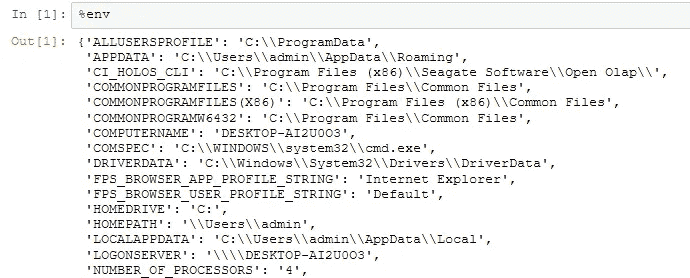 In [1]: %env
Out[1]: {'ALLUSERSPROFILE': 'C:\\ProgramData',
'APPDATA': 'C:\\Users\\admin\\AppData\\Roaming',
'CI_HOLOS_CLI': 'C:\\Program Files (x86)\\Seagate Software\\Open Olap\\',
'COMMONPROGRAMFILES': 'C:\\Program Files\\Common Files',
'COMMONPROGRAMFILES(X86)': 'C:\\Program Files (x86)\\Common Files',
'COMMONPROGRAMW6432': 'C:\\Program Files\\Common Files',
'COMPUTERNAME': 'DESKTOP-AI2U0O3',
'COMSPEC': 'C:\\WINDOWS\\system32\\cmd.exe',
'DRIVERDATA': 'C:\\Windows\\System32\\Drivers\\DriverData',
'FPS_BROWSER_APP_PROFILE_STRING': 'Internet Explorer',
'FPS_BROWSER_USER_PROFILE_STRING': 'Default',
'HOMEDRIVE': 'C:',
'HOMEPATH': '\\Users\\admin',
'LOCALAPPDATA': 'C:\\Users\\admin\\AppData\\Local',
'LOGONSERVER': '\\\\DESKTOP-AI2U0O3',
'NUMBER_OF_PROCESSORS': '4',